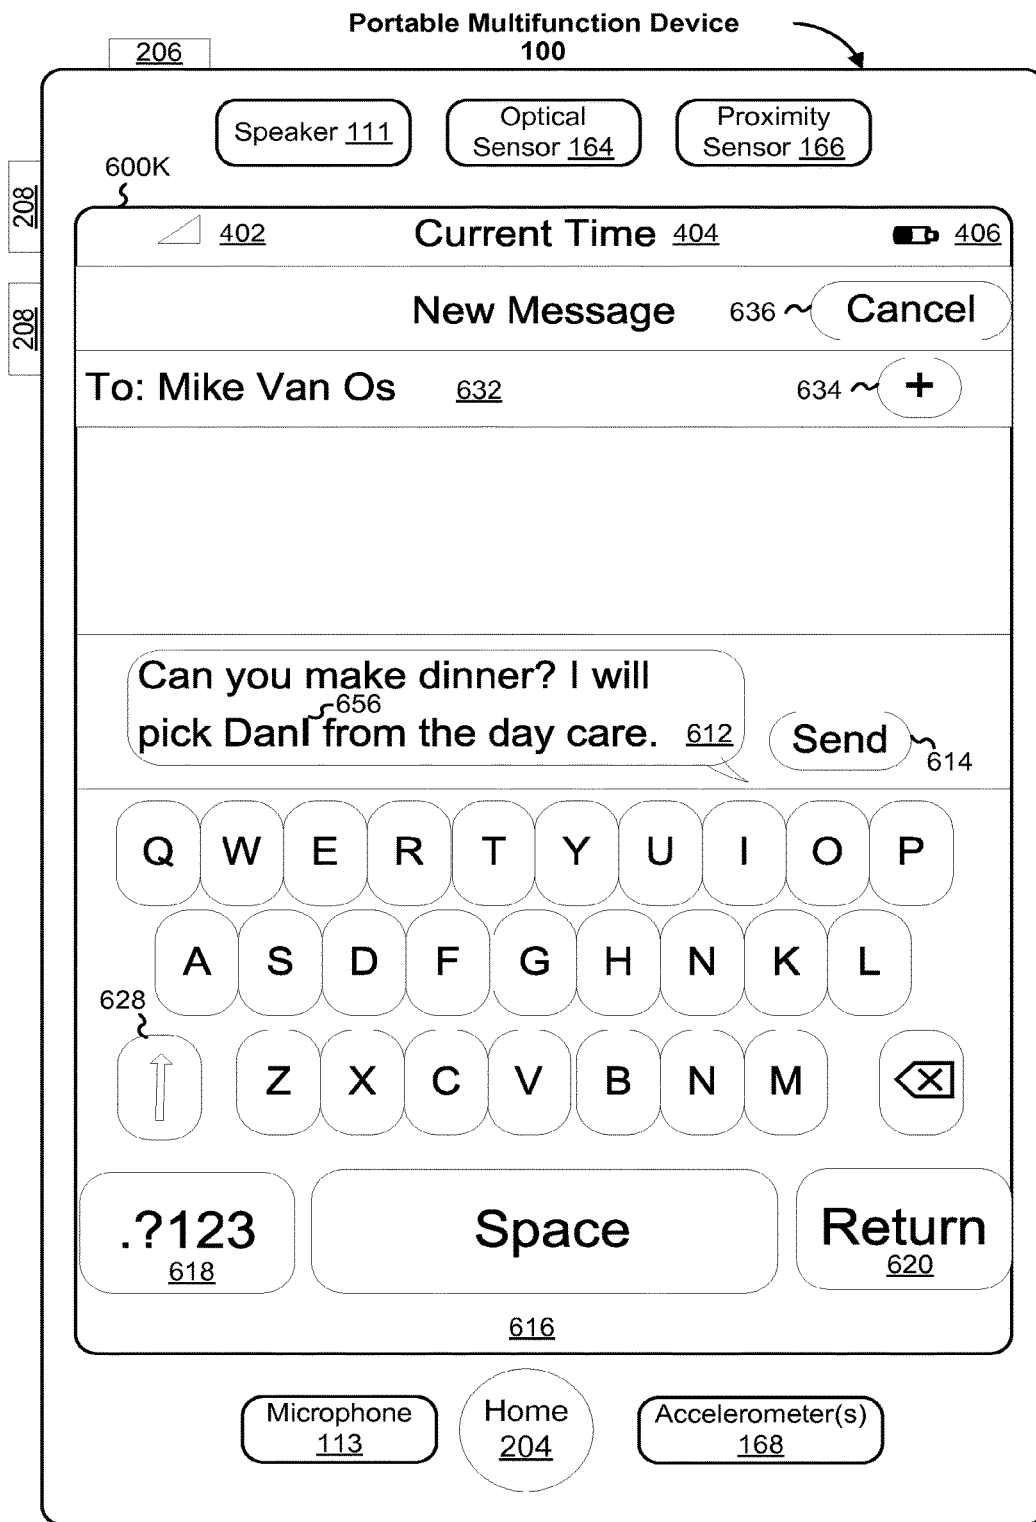 Portable Multifunction Device
100
206
Speaker 111
Optical
Sensor 164
Proximity
Sensor 166
600K
208
208
402 Current Time 404 406
New Message 636 Cancel
To: Mike Van Os 632 634 +
Can you make dinner? I will
656
pick Dan from the day care. 612
Send
614
Q W E R T Y U I O P
A S D F G H N K L
628
Z X C V B N M
.?123
618
Space
Return
620
616
Microphone
113
Home
204
Accelerometer(s)
168